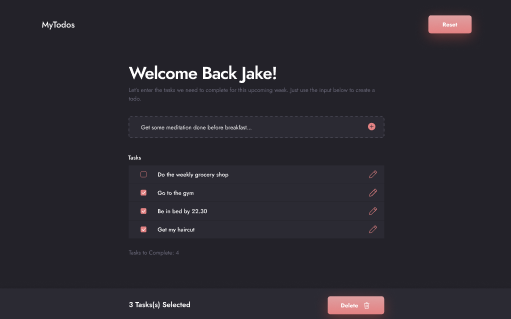 MyTodos
Reset
Welcome Back Jake!
Let's enter the tasks we need to complete for this upcoming week. Just use the input below to create a
todo.
Get some meditation done before breakfast...
Tasks
Do the weekly grocery shop
Go to the gym
Be in bed by 22.30
Get my haircut
Tasks to Complete: 4
3 Tasks(s) Selected
Delete